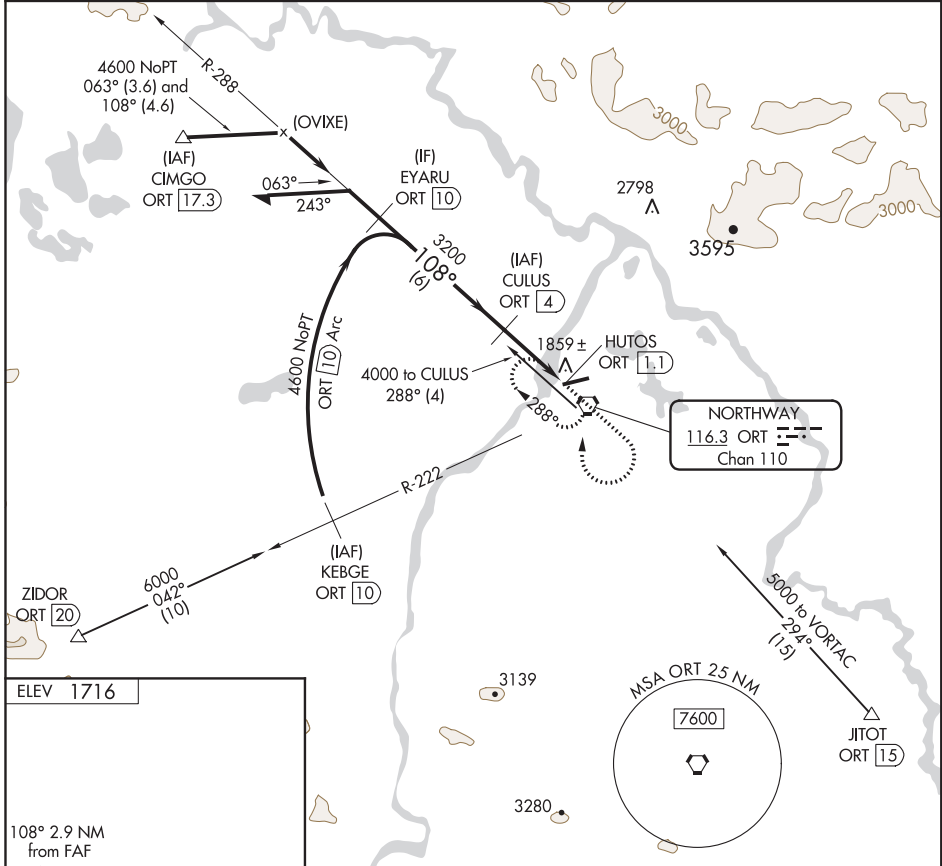 4600 NoPT
063° (3.6) and
108° (4.6)
R-288
(OVIXE)
(IAF)
CIMGO
ORT 17.3
063°
243°
(IF)
EYARU
ORT 10
3200
108°
(6)
(IAF)
CULUS
ORT 4
2798
3000
3595
3000
4600 NoPT
ORT 10 Arc
4000 to CULUS
288° (4)
1859 ±
HUTOS
ORT 1.1
288°
NORTHWAY
116.3 ORT
Chan 110
R-222
(IAF)
KEBGE
ORT 10
ZIDOR
ORT 20
6000
042°
(10)
5000 to VORTAC
294°
(15)
JITOT
ORT 15
MSA ORT 25 NM
7600
3139
3280
ELEV 1716
108° 2.9 NM
from FAF